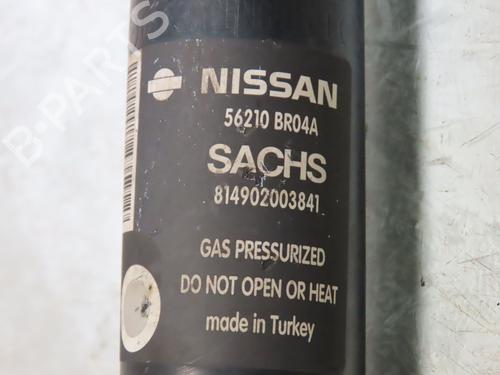 NISSAN
56210 BR04A
SACHS
814902003841
GAS PRESSURIZED
DO NOT OPEN OR HEAT
made in Turkey
B-PARTS